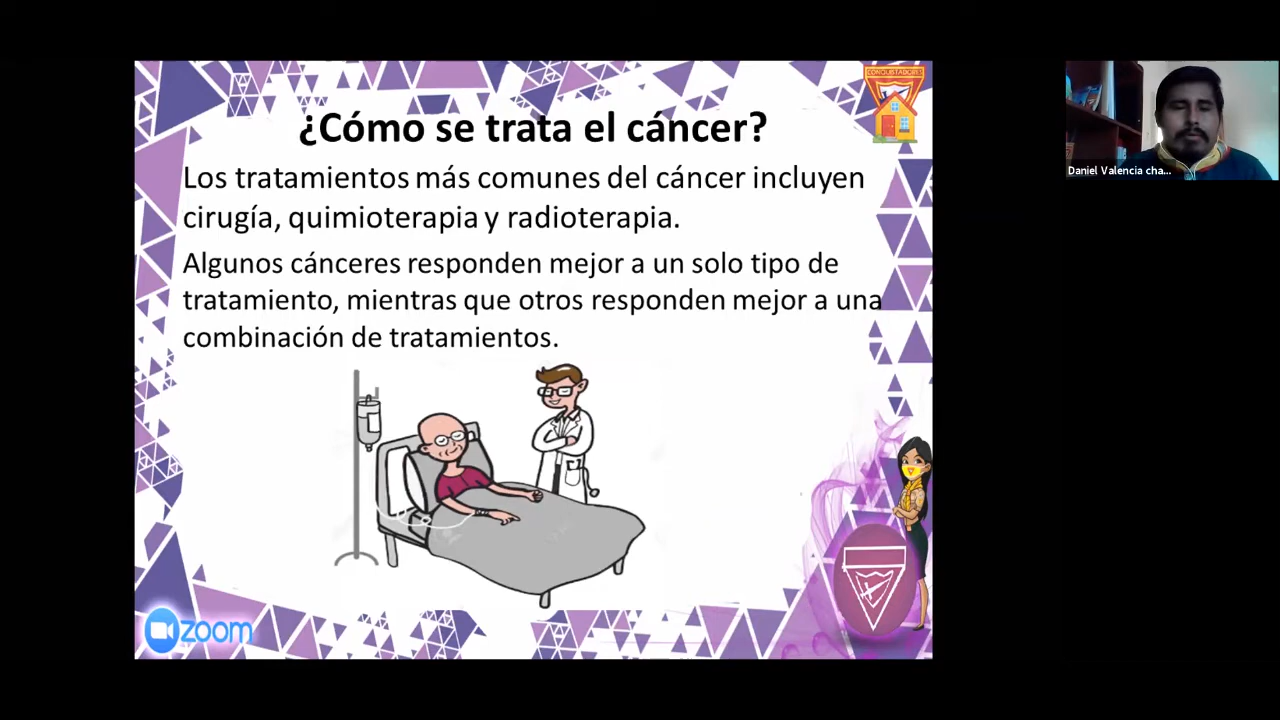 CONQUISTADORES
¿Cómo se trata el cáncer?
Los tratamientos más comunes del cáncer incluyen
cirugía, quimioterapia y radioterapia.
Algunos cánceres responden mejor a un solo tipo de
tratamiento, mientras que otros responden mejor a una
combinación de tratamientos.
zoom
Daniel Valencia cha...